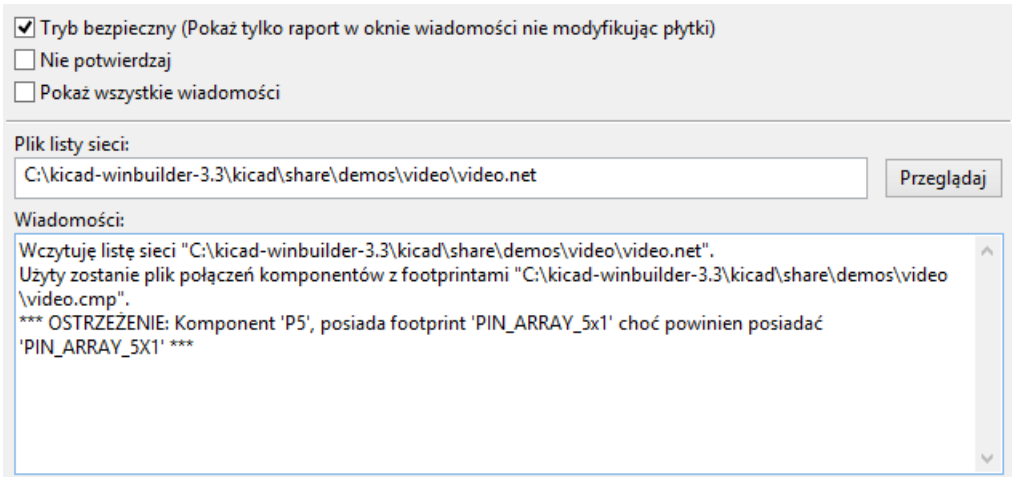 Tryb bezpieczny (Pokaż tylko raport w oknie wiadomości nie modyfikując płytki)
Nie potwierdzaj
Pokaż wszystkie wiadomości
Plik listy sieci:
C:\kicad-winbuilder-3.3\kicad\share\demos\video\video.net
Przeglądaj
Wiadomości:
Wczytuję listę sieci "C:\kicad-winbuilder-3.3\kicad\share\demos\video\video.net".
Użyty zostanie plik połączeń komponentów z footprintami "C:\kicad-winbuilder-3.3\kicad\share\demos\video
\video.cmp".
*** OSTRZEŻENIE: Komponent 'P5', posiada footprint 'PIN_ARRAY_5x1' choć powinien posiadać
'PIN_ARRAY_5X1' ***